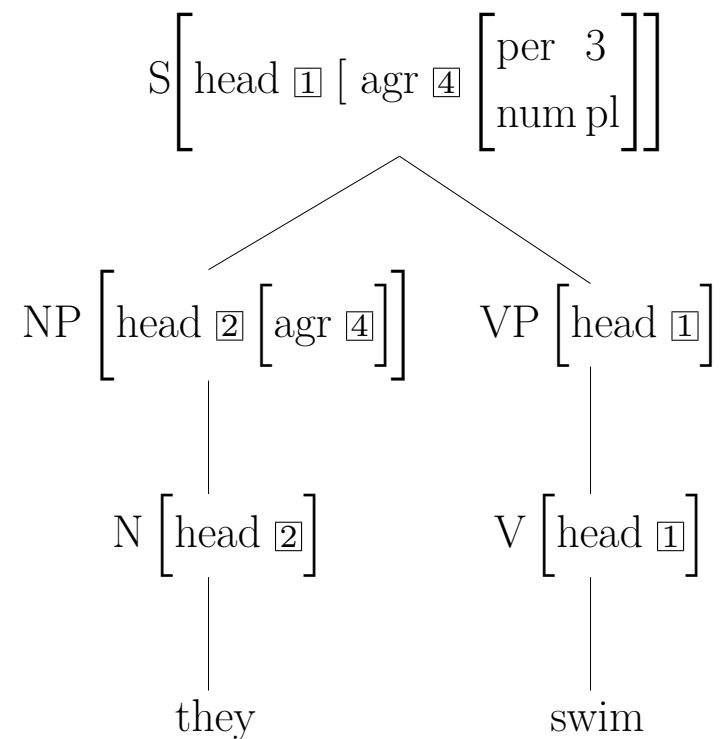 S[head 1 [ agr 4 [per 3
num pl]]
NP [head 2 [agr 4]] VP [head 1]
N [head 2] V [head 1]
they swim